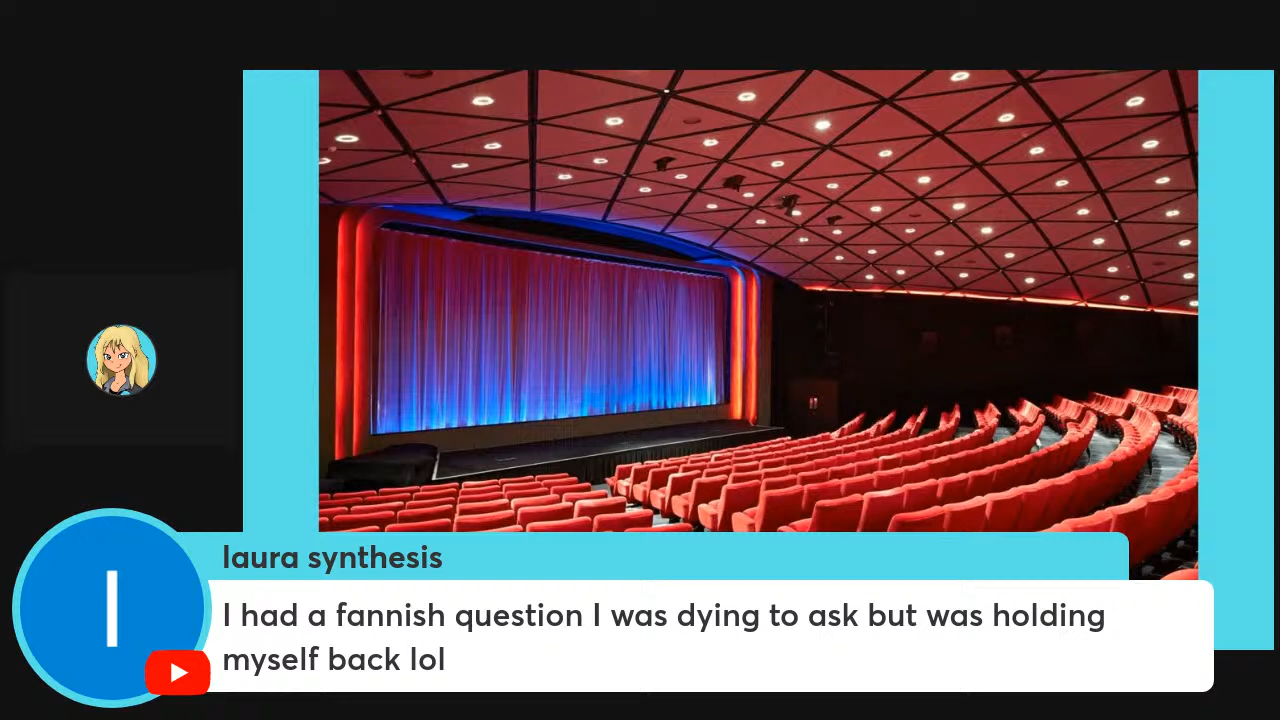 laura synthesis
I had a fannish question I was dying to ask but was holding
myself back lol